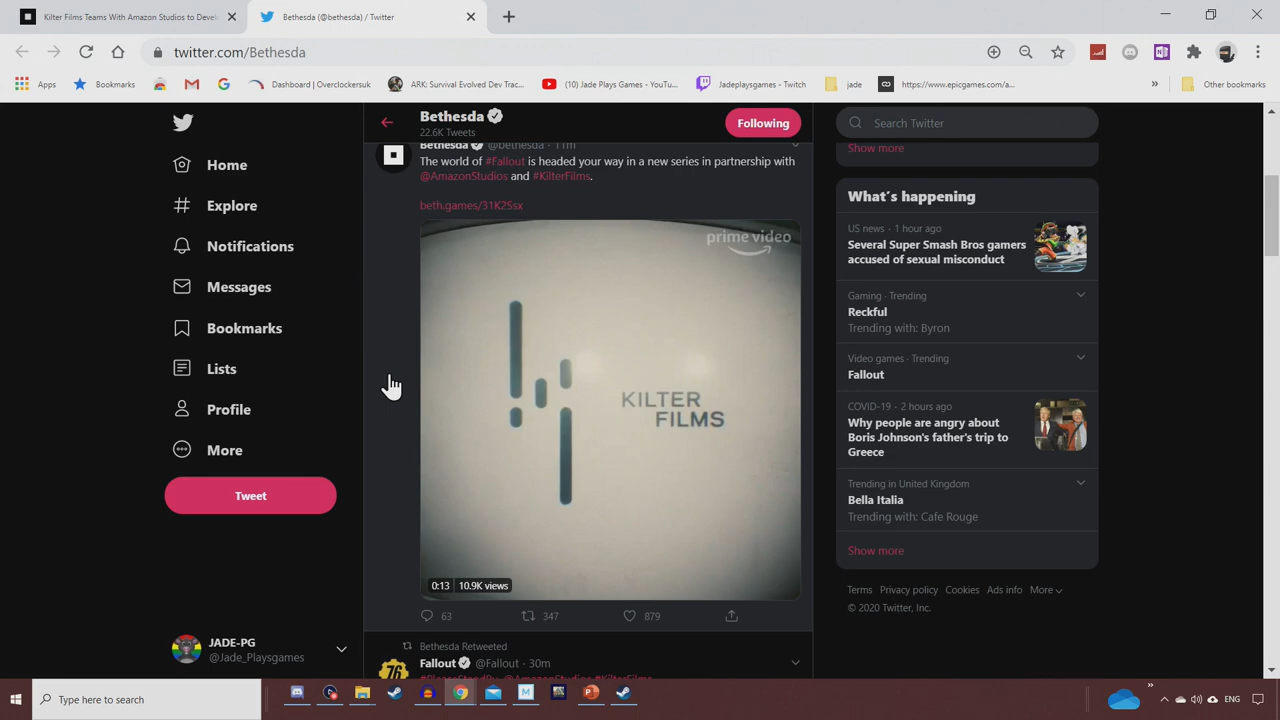 Kilter Films Teams With Amazon Studios to Devel
Bethesda (@bethesda) / Twitter
twitter.com/Bethesda
Apps
Bookmarks
Dashboard | Overclockersuk
ARK: Survival Evolved Dev Trac...
(10) Jade Plays Games - YouTu...
Jadeplaysgames - Twitch
jade
https://www.epicgames.com/a...
»
Other bookmarks
Home
Explore
Notifications
Messages
Bookmarks
Lists
Profile
More
Tweet
JADE-PG
@Jade_Playsgames
Bethesda
22.6K Tweets
Following
Bethesda @bethesda · 11m
The world of #Fallout is headed your way in a new series in partnership with
@AmazonStudios and #KilterFilms.
beth.games/31K2Ssx
prime video
KILTER
FILMS
0:13
10.9K views
63
347
879
Bethesda Retweeted
Fallout @Fallout · 30m
76
#PleaseStandBy @AmazonStudios #KilterFilms
Search Twitter
Show more
What's happening
US news · 1 hour ago
Several Super Smash Bros gamers
accused of sexual misconduct
Gaming · Trending
Reckful
Trending with: Byron
Video games · Trending
Fallout
COVID-19 · 2 hours ago
Why people are angry about
Boris Johnson's father's trip to
Greece
Trending in United Kingdom
Bella Italia
Trending with: Cafe Rouge
Show more
Terms Privacy policy Cookies Ads info More
© 2020 Twitter, Inc.
Type here to search
»
ENG